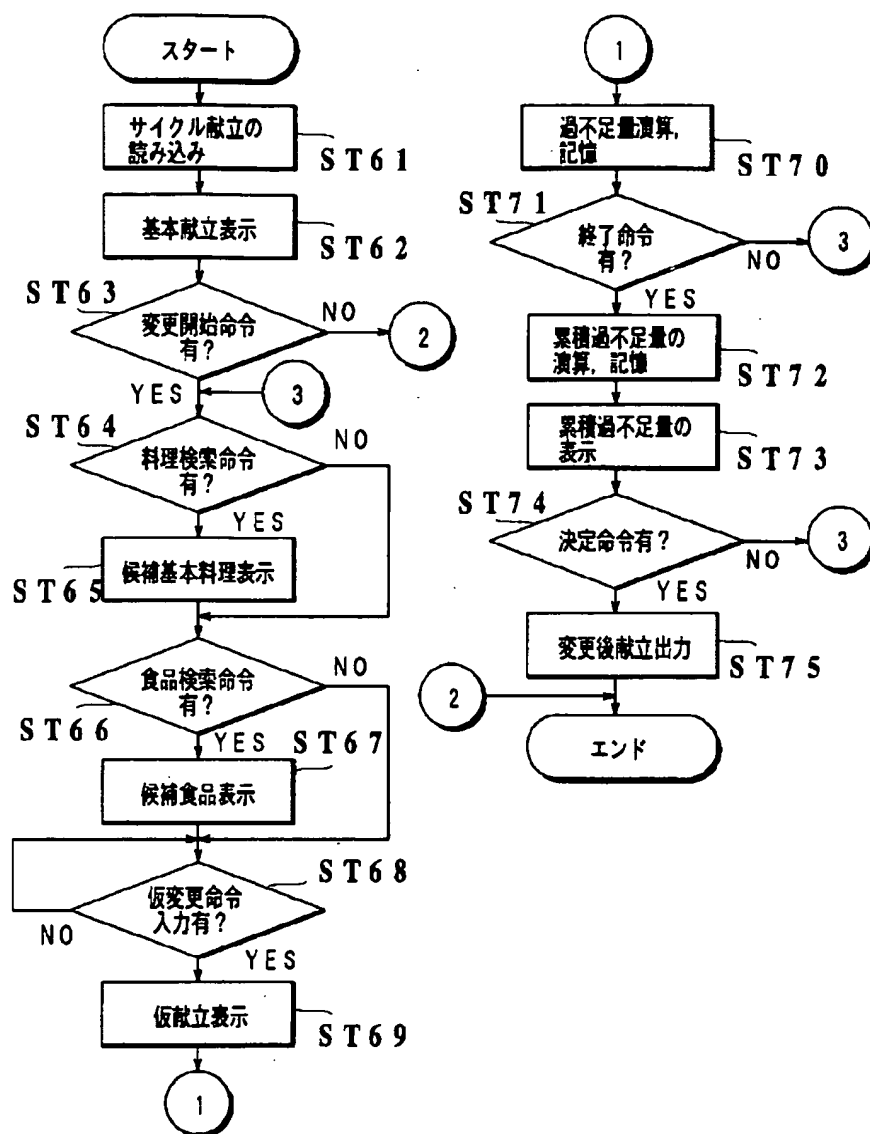 スタート
サイクル献立の
読み込み
ST61
基本献立表示
ST62
ST63
変更開始命令
有?
NO
2
YES
3
ST64
料理検索命令
有?
NO
YES
候補基本料理表示
ST65
食品検索命令
有?
NO
ST66
YES
ST67
候補食品表示
ST68
仮変更命令
入力有?
NO
YES
仮献立表示
ST69
1
1
過不足量演算,
記憶
ST70
ST71
終了命令
有?
NO
3
YES
累積過不足量の
演算, 記憶
ST72
累積過不足量の
表示
ST73
ST74
決定命令有?
NO
3
YES
変更後献立出力
ST75
2
エンド